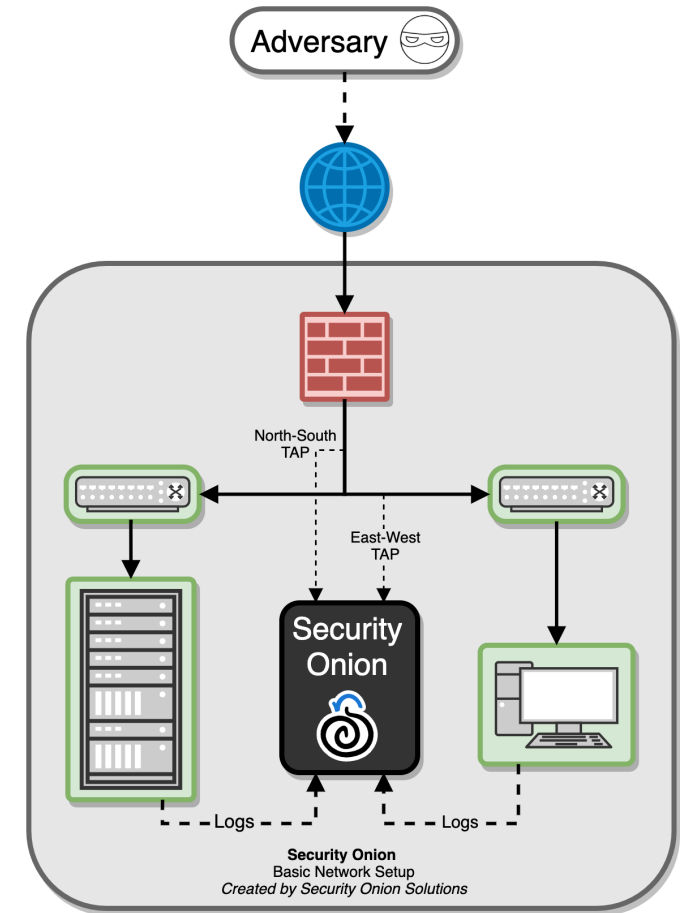 Adversary
North-South
TAP
East-West
TAP
Security
Onion
Logs
Logs
Security Onion
Basic Network Setup
Created by Security Onion Solutions